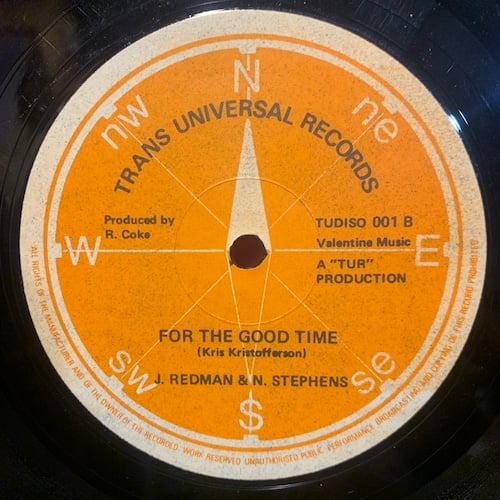 N
nw
ne
TRANS UNIVERSAL RECORDS
Produced by
R. Coke
TUDISO 001 B
Valentine Music
A "TUR"
PRODUCTION
W
E
FOR THE GOOD TIME
(Kris Kristofferson)
J. REDMAN & N. STEPHENS
sw
se
S
ALL RIGHTS OF THE MANUFACTURER AND OF THE OWNER OF THE RECORDED WORK RESERVED UNAUTHORISED PUBLIC PERFORMANCE BROADCASTING AND COPYING OF THIS RECORD PROHIBITED